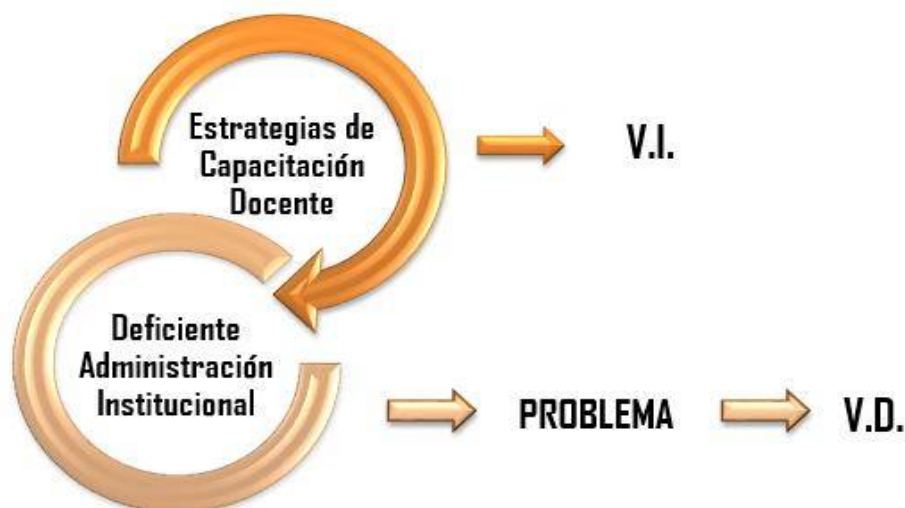 Estrategias de
Capacitación
Docente
V.I.
Deficiente
Administración
Institucional
PROBLEMA
V.D.